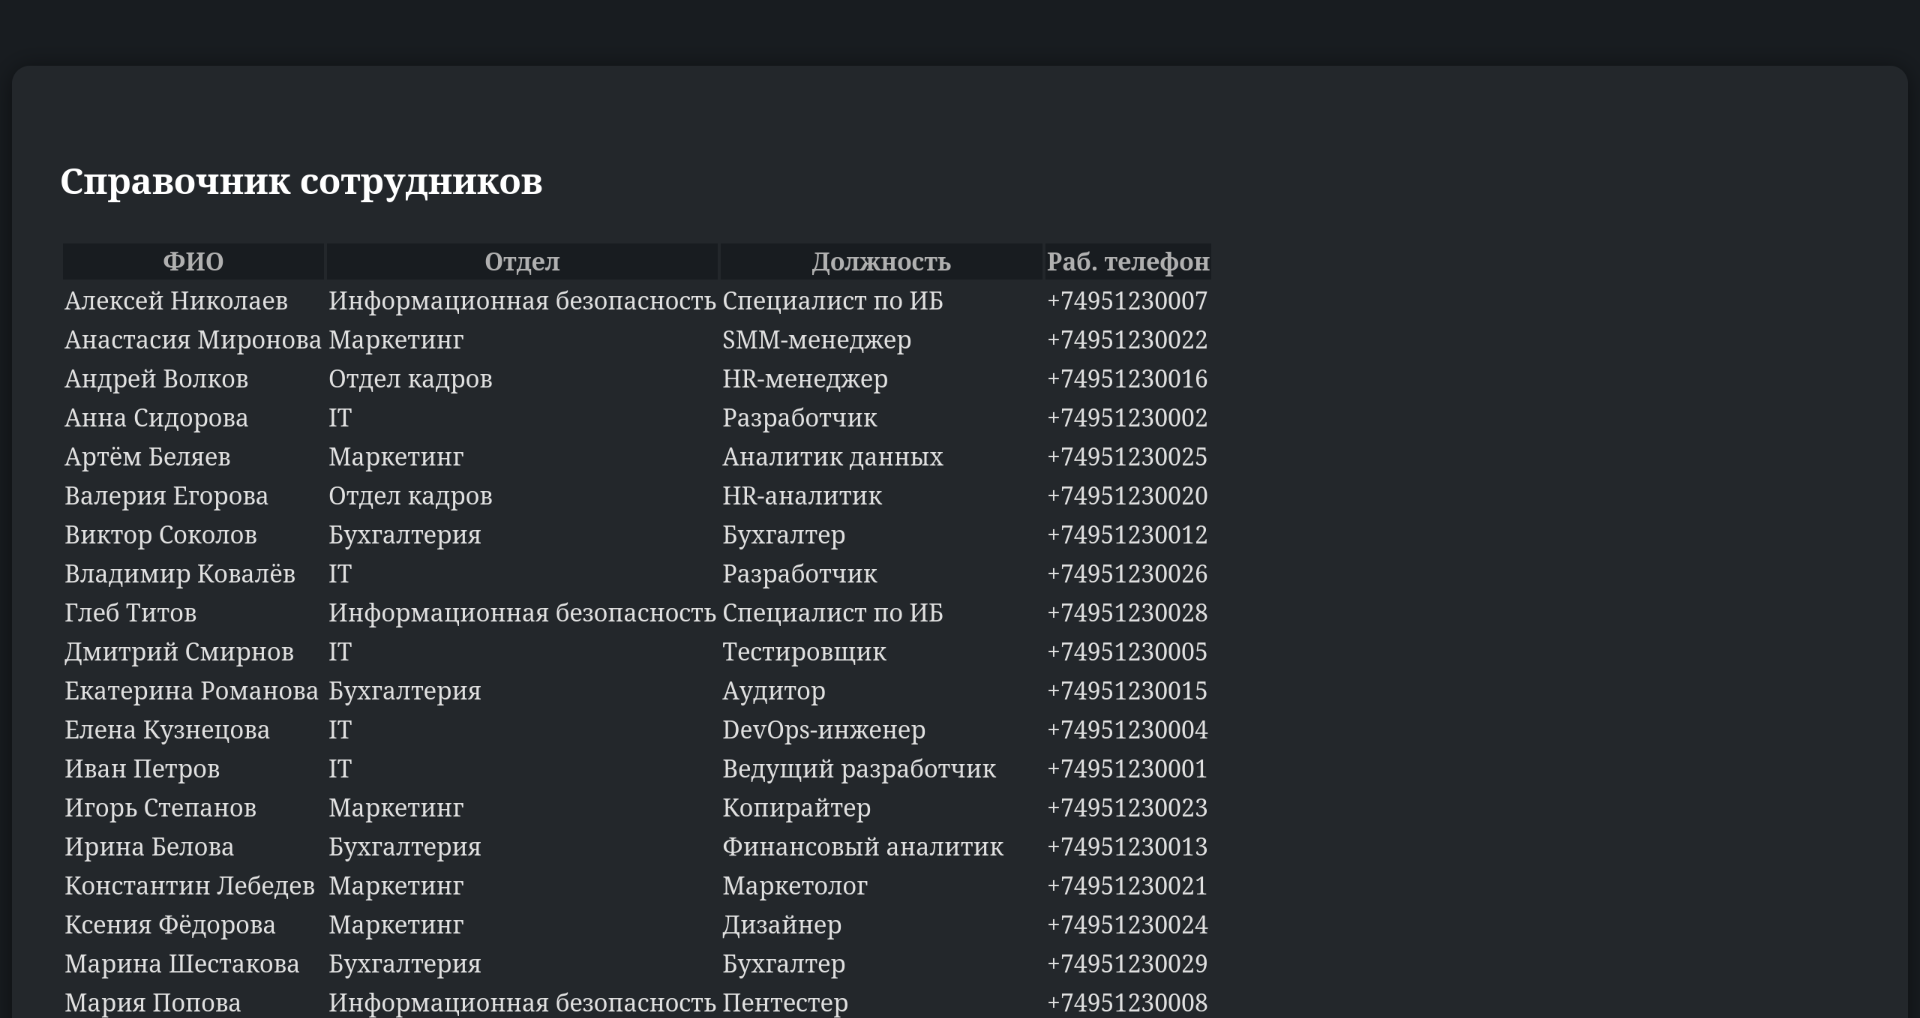 Справочник сотрудников
ФИО Отдел Должность Раб. телефон
Алексей Николаев Информационная безопасность Специалист по ИБ +74951230007
Анастасия Миронова Маркетинг SMM-менеджер +74951230022
Андрей Волков Отдел кадров HR-менеджер +74951230016
Анна Сидорова IT Разработчик +74951230002
Артём Беляев Маркетинг Аналитик данных +74951230025
Валерия Егорова Отдел кадров HR-аналитик +74951230020
Виктор Соколов Бухгалтерия Бухгалтер +74951230012
Владимир Ковалёв IT Разработчик +74951230026
Глеб Титов Информационная безопасность Специалист по ИБ +74951230028
Дмитрий Смирнов IT Тестировщик +74951230005
Екатерина Романова Бухгалтерия Аудитор +74951230015
Елена Кузнецова IT DevOps-инженер +74951230004
Иван Петров IT Ведущий разработчик +74951230001
Игорь Степанов Маркетинг Копирайтер +74951230023
Ирина Белова Бухгалтерия Финансовый аналитик +74951230013
Константин Лебедев Маркетинг Маркетолог +74951230021
Ксения Фёдорова Маркетинг Дизайнер +74951230024
Марина Шестакова Бухгалтерия Бухгалтер +74951230029
Мария Попова Информационная безопасность Пентестер +74951230008